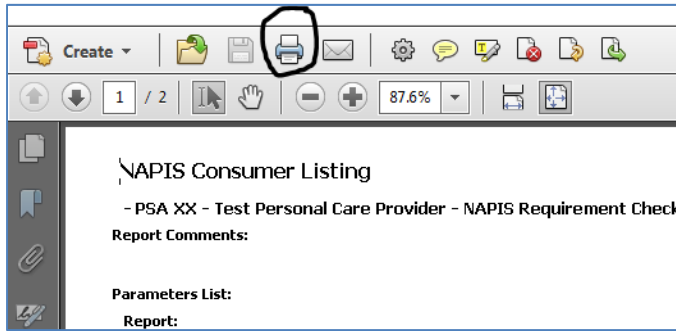 Create
1 / 2 87.6%
NAPIS Consumer Listing
- PSA XX - Test Personal Care Provider - NAPIS Requirement Check
Report Comments:
Parameters List:
Report: